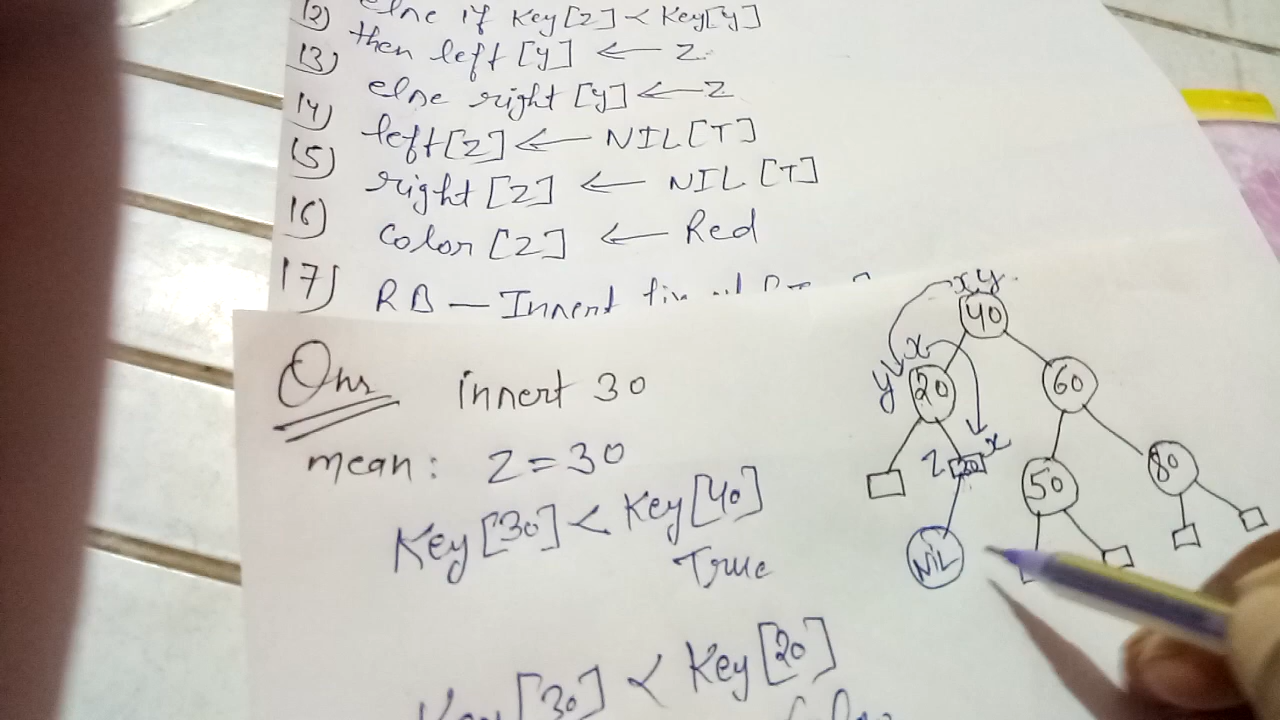 12) else if Key[z] < Key[y]
13) then left [y] ← z
14) else right [y] ← z
15) left [z] ← NIL [T]
16) right [z] ← NIL [T]
17) color [z] ← Red
RB — Insert
Ons insert 30
mean: z = 30
Key [30] < Key [40]
True
Key [30] < Key [20]
x y
40
x
y 20
60
z 30 x
50
80
NIL